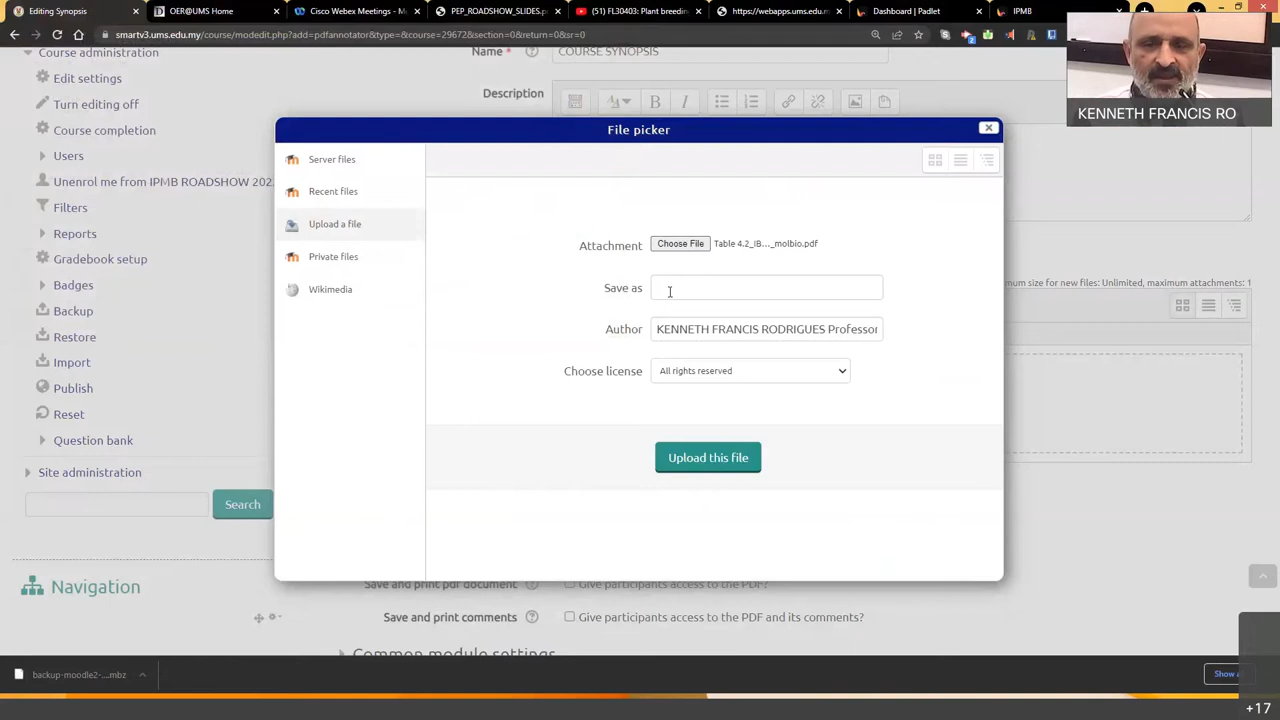 Editing Synopsis
OER@UMS Home
Cisco Webex Meetings - M
PEP_ROADSHOW_SLIDES.p
(51) FL30403: Plant breedin
https://webapps.ums.edu.m
Dashboard | Padlet
IPMB
smartv3.ums.edu.my/course/modedit.php?add=pdfannotator&type=&course=29672&section=0&return=0&sr=0
Course administration
Edit settings
Turn editing off
Course completion
Users
Unenrol me from IPMB ROADSHOW 202
Filters
Reports
Gradebook setup
Badges
Backup
Restore
Import
Publish
Reset
Question bank
Site administration
Search
Navigation
Name
COURSE SYNOPSIS
Description
KENNETH FRANCIS RO
File picker
Server files
Recent files
Upload a file
Private files
Wikimedia
Attachment Choose File Table 4.2_IB..._molbio.pdf
Save as
Author KENNETH FRANCIS RODRIGUES Professor
Choose license All rights reserved
Upload this file
mum size for new files: Unlimited, maximum attachments: 1
Save and print pdf document Give participants access to the PDF?
Save and print comments Give participants access to the PDF and its comments?
Common module settings
backup-moodle2-....mbz
Show a
+17